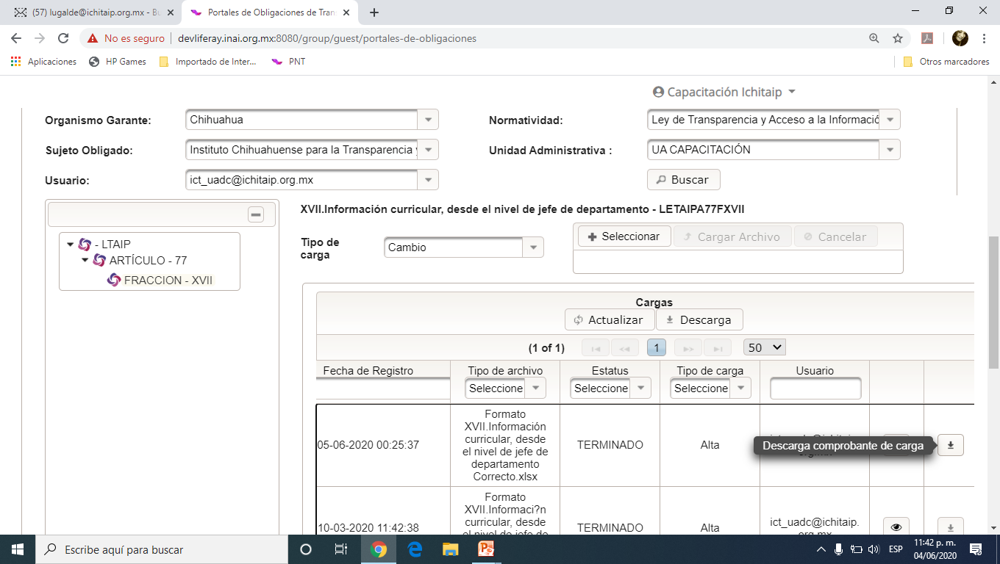 (57) lugalde@ichitaip.org.mx - Bu
Portales de Obligaciones de Tran
No es seguro
devliferay.inai.org.mx:8080/group/guest/portales-de-obligaciones
Aplicaciones
HP Games
Importado de Inter...
PNT
Otros marcadores
Capacitación Ichitaip
Organismo Garante:
Chihuahua
Normatividad:
Ley de Transparencia y Acceso a la Informació
Sujeto Obligado:
Instituto Chihuahuense para la Transparencia y
Unidad Administrativa :
UA CAPACITACIÓN
Usuario:
ict_uadc@ichitaip.org.mx
Buscar
- LTAIP
ARTÍCULO - 77
FRACCION - XVII
XVII.Información curricular, desde el nivel de jefe de departamento - LETAIPA77FXVII
Tipo de
carga
Cambio
Seleccionar
Cargar Archivo
Cancelar
Cargas
Actualizar
Descarga
(1 of 1)
1
50
Fecha de Registro
Tipo de archivo
Estatus
Tipo de carga
Usuario
Seleccione
Seleccione
Seleccione
05-06-2020 00:25:37
Formato
XVII.Información
curricular, desde
el nivel de jefe de
departamento
Correcto.xlsx
TERMINADO
Alta
Descarga comprobante de carga
10-03-2020 11:42:38
Formato
XVII.Informaci?n
curricular, desde
el nivel de jefe de
TERMINADO
Alta
ict_uadc@ichitaip.
org.mx
Escribe aquí para buscar
ESP
11:42 p. m.
04/06/2020